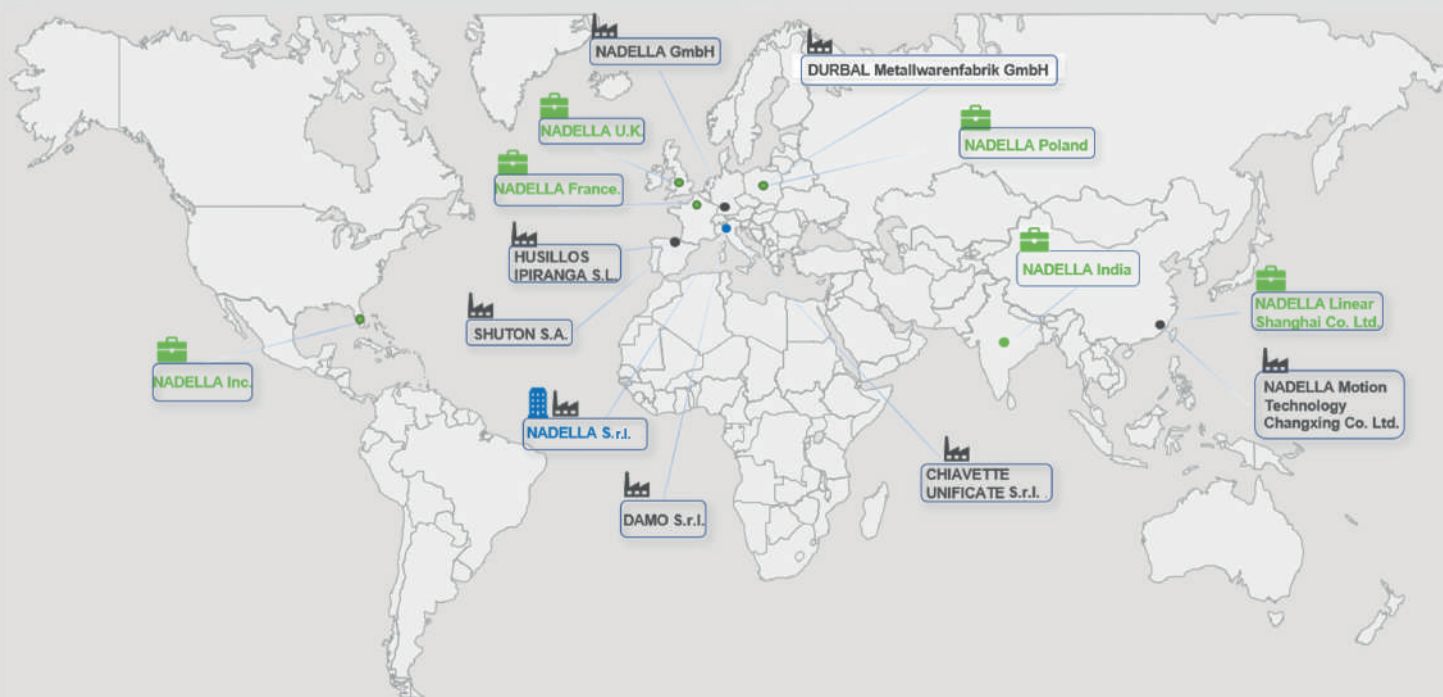 NADELLA GmbH
DURBAL Metallwarenfabrik GmbH
NADELLA U.K.
NADELLA Poland
NADELLA France.
HUSILLOS
IPIRANGA S.L.
NADELLA India
NADELLA Linear
Shanghai Co. Ltd.
SHUTON S.A.
NADELLA Inc.
NADELLA Motion
Technology
Changxing Co. Ltd.
NADELLA S.r.l.
CHIAVETTE
UNIFICATE S.r.l.
DAMO S.r.l.